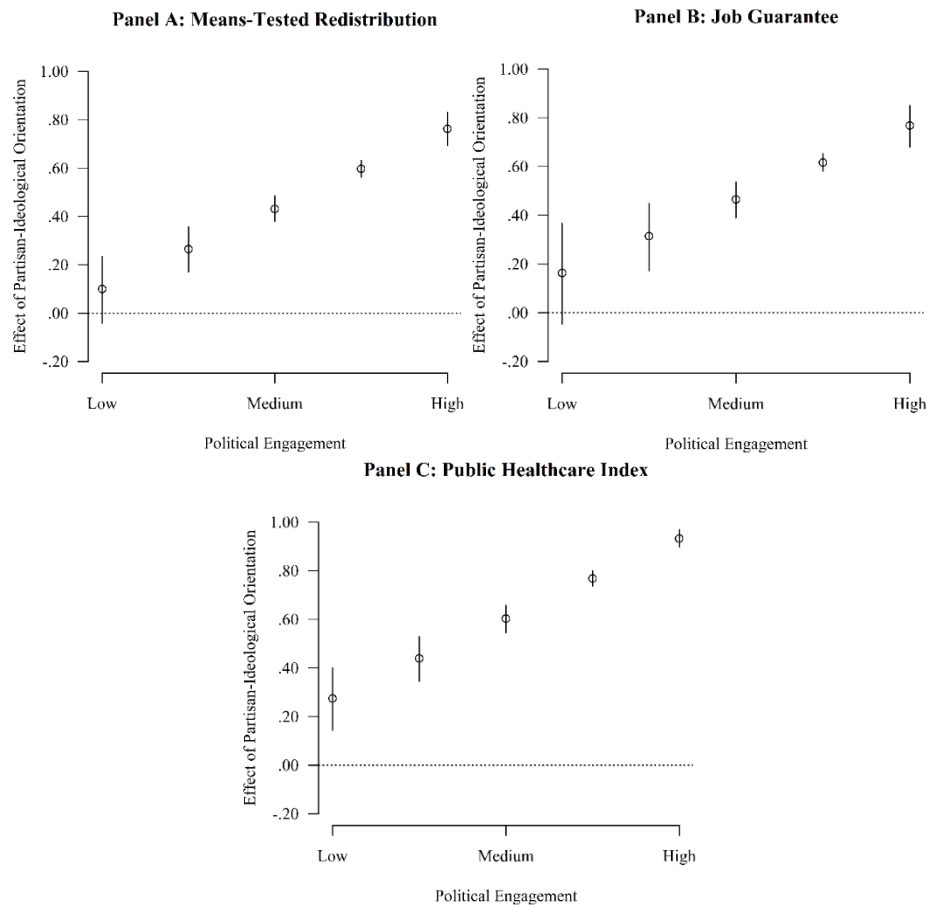 Panel A: Means-Tested Redistribution
Effect of Partisan-Ideological Orientation
1.00
.80
.60
.40
.20
.00
-.20
Low
Medium
High
Political Engagement
Panel B: Job Guarantee
Effect of Partisan-Ideological Orientation
1.00
.80
.60
.40
.20
.00
-.20
Low
Medium
High
Political Engagement
Panel C: Public Healthcare Index
Effect of Partisan-Ideological Orientation
1.00
.80
.60
.40
.20
.00
-.20
Low
Medium
High
Political Engagement